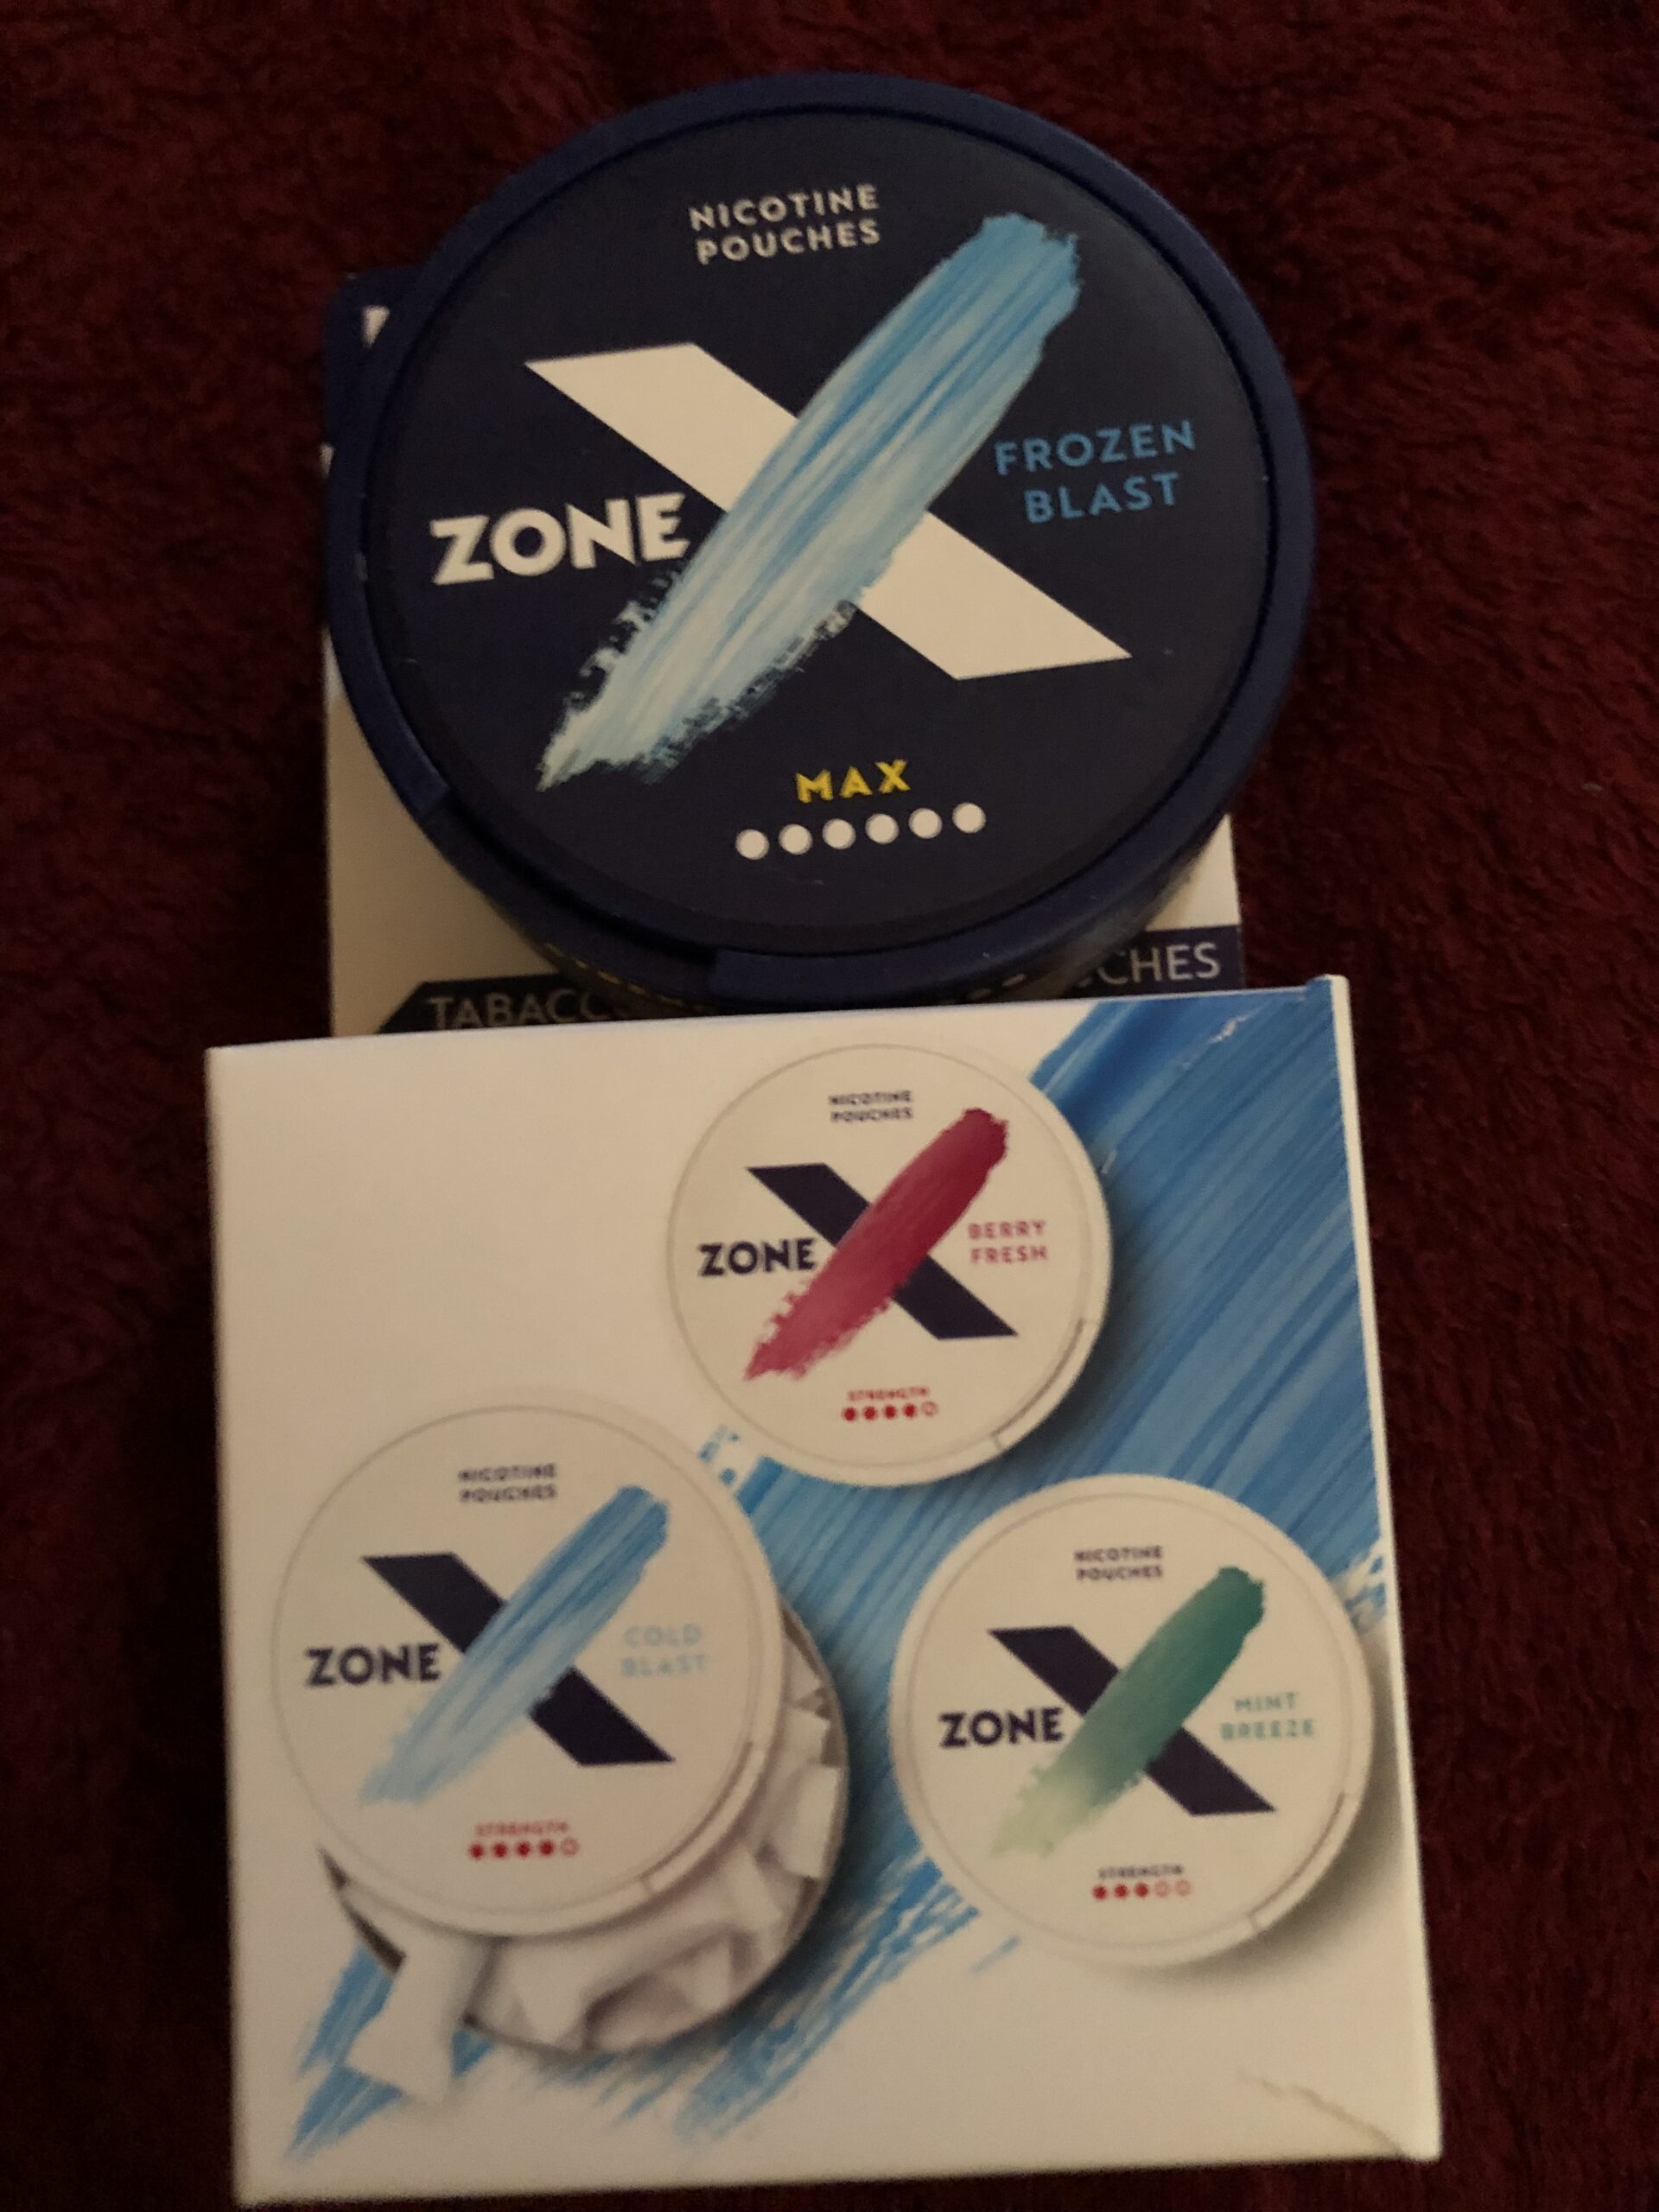 NICOTINE
POUCHES
ZONE X
FROZEN
BLAST
MAX
CHES
TABACC
NICOTINE
POUCHES
ZONE X
BERRY
FRESH
STRENGTH
NICOTINE
POUCHES
ZONE X
COLD
BLAST
STRENGTH
NICOTINE
POUCHES
ZONE X
MINT
BREEZE
STRENGTH